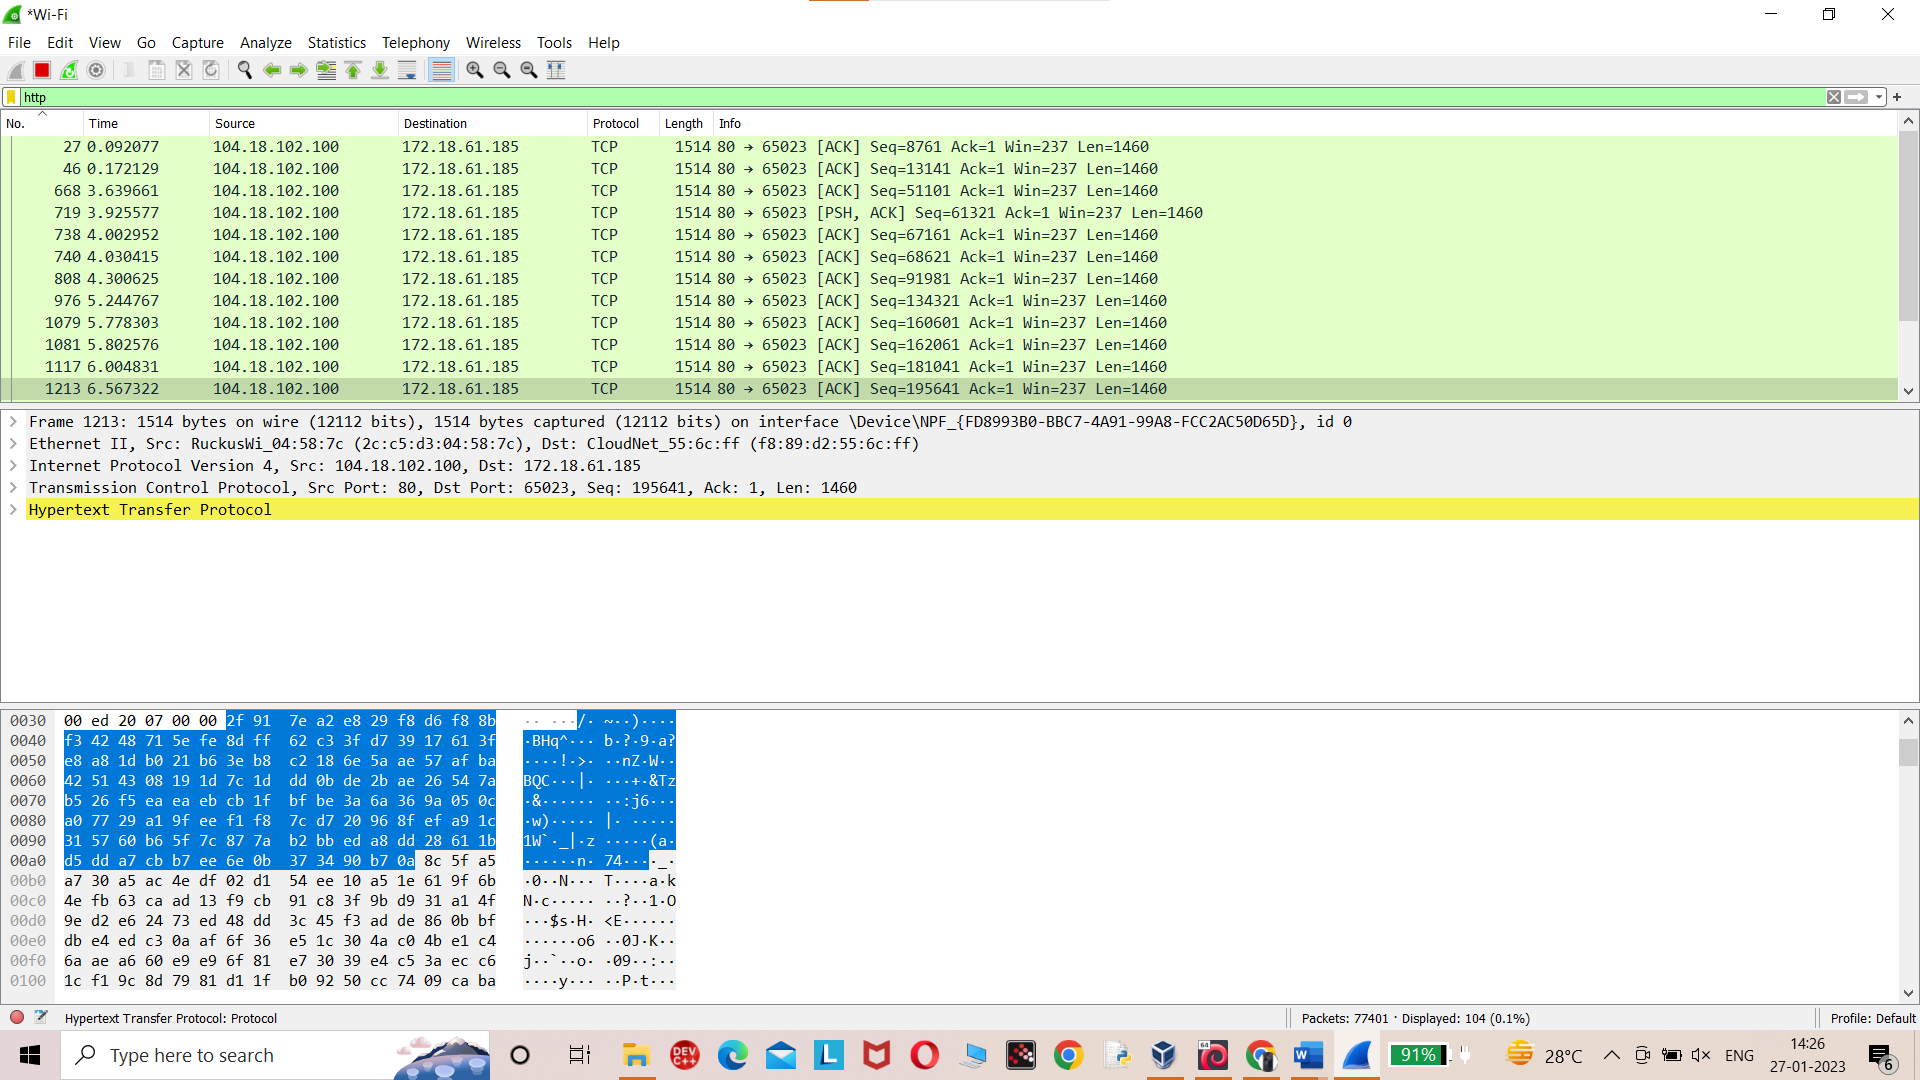 *Wi-Fi
File Edit View Go Capture Analyze Statistics Telephony Wireless Tools Help
http
No. Time Source Destination Protocol Length Info
27 0.092077 104.18.102.100 172.18.61.185 TCP 1514 80 → 65023 [ACK] Seq=8761 Ack=1 Win=237 Len=1460
46 0.172129 104.18.102.100 172.18.61.185 TCP 1514 80 → 65023 [ACK] Seq=13141 Ack=1 Win=237 Len=1460
668 3.639661 104.18.102.100 172.18.61.185 TCP 1514 80 → 65023 [ACK] Seq=51101 Ack=1 Win=237 Len=1460
719 3.925577 104.18.102.100 172.18.61.185 TCP 1514 80 → 65023 [PSH, ACK] Seq=61321 Ack=1 Win=237 Len=1460
738 4.002952 104.18.102.100 172.18.61.185 TCP 1514 80 → 65023 [ACK] Seq=67161 Ack=1 Win=237 Len=1460
740 4.030415 104.18.102.100 172.18.61.185 TCP 1514 80 → 65023 [ACK] Seq=68621 Ack=1 Win=237 Len=1460
808 4.300625 104.18.102.100 172.18.61.185 TCP 1514 80 → 65023 [ACK] Seq=91981 Ack=1 Win=237 Len=1460
976 5.244767 104.18.102.100 172.18.61.185 TCP 1514 80 → 65023 [ACK] Seq=134321 Ack=1 Win=237 Len=1460
1079 5.778303 104.18.102.100 172.18.61.185 TCP 1514 80 → 65023 [ACK] Seq=160601 Ack=1 Win=237 Len=1460
1081 5.802576 104.18.102.100 172.18.61.185 TCP 1514 80 → 65023 [ACK] Seq=162061 Ack=1 Win=237 Len=1460
1117 6.004831 104.18.102.100 172.18.61.185 TCP 1514 80 → 65023 [ACK] Seq=181041 Ack=1 Win=237 Len=1460
1213 6.567322 104.18.102.100 172.18.61.185 TCP 1514 80 → 65023 [ACK] Seq=195641 Ack=1 Win=237 Len=1460
Frame 1213: 1514 bytes on wire (12112 bits), 1514 bytes captured (12112 bits) on interface \Device\NPF_{FD8993B0-BBC7-4A91-99A8-FCC2AC50D65D}, id 0
Ethernet II, Src: RuckusWi_04:58:7c (2c:c5:d3:04:58:7c), Dst: CloudNet_55:6c:ff (f8:89:d2:55:6c:ff)
Internet Protocol Version 4, Src: 104.18.102.100, Dst: 172.18.61.185
Transmission Control Protocol, Src Port: 80, Dst Port: 65023, Seq: 195641, Ack: 1, Len: 1460
Hypertext Transfer Protocol
0030 00 ed 20 07 00 00 2f 91 7e a2 e8 29 f8 d6 f8 8b ·· ···/· ~··)····
0040 f3 42 48 71 5e fe 8d ff 62 c3 3f d7 39 17 61 3f ·BHq^··· b·?·9·a?
0050 e8 a8 1d b0 21 b6 3e b8 c2 18 6e 5a ae 57 af ba ····!·>· ··nZ·W··
0060 42 51 43 08 19 1d 7c 1d dd 0b de 2b ae 26 54 7a BQC···|· ···+·&Tz
0070 b5 26 f5 ea ea eb cb 1f bf be 3a 6a 36 9a 05 0c ·&······ ··:j6···
0080 a0 77 29 a1 9f ee f1 f8 7c d7 20 96 8f ef a9 1c ·w)····· |· ·····
0090 31 57 60 b6 5f 7c 87 7a b2 bb ed a8 dd 28 61 1b 1W`·_|·z ·····(a·
00a0 d5 dd a7 cb b7 ee 6e 0b 37 34 90 b7 0a 8c 5f a5 ······n· 74····_·
00b0 a7 30 a5 ac 4e df 02 d1 54 ee 10 a5 1e 61 9f 6b ·0··N··· T····a·k
00c0 4e fb 63 ca ad 13 f9 cb 91 c8 3f 9b d9 31 a1 4f N·c····· ··?··1·O
00d0 9e d2 e6 24 73 ed 48 dd 3c 45 f3 ad de 86 0b bf ···$s·H· <E······
00e0 db e4 ed c3 0a af 6f 36 e5 1c 30 4a c0 4b e1 c4 ······o6 ··0J·K··
00f0 6a ae a6 60 e9 e9 6f 81 e7 30 39 e4 c5 3a ec c6 j··`··o· ·09··:··
0100 1c f1 9c 8d 79 81 d1 1f b0 92 50 cc 74 09 ca ba ····y··· ··P·t···
Hypertext Transfer Protocol: Protocol Packets: 77401 · Displayed: 104 (0.1%) Profile: Default
Type here to search DEV C++ L 64 W 91% 28°C ENG 14:26
27-01-2023 6